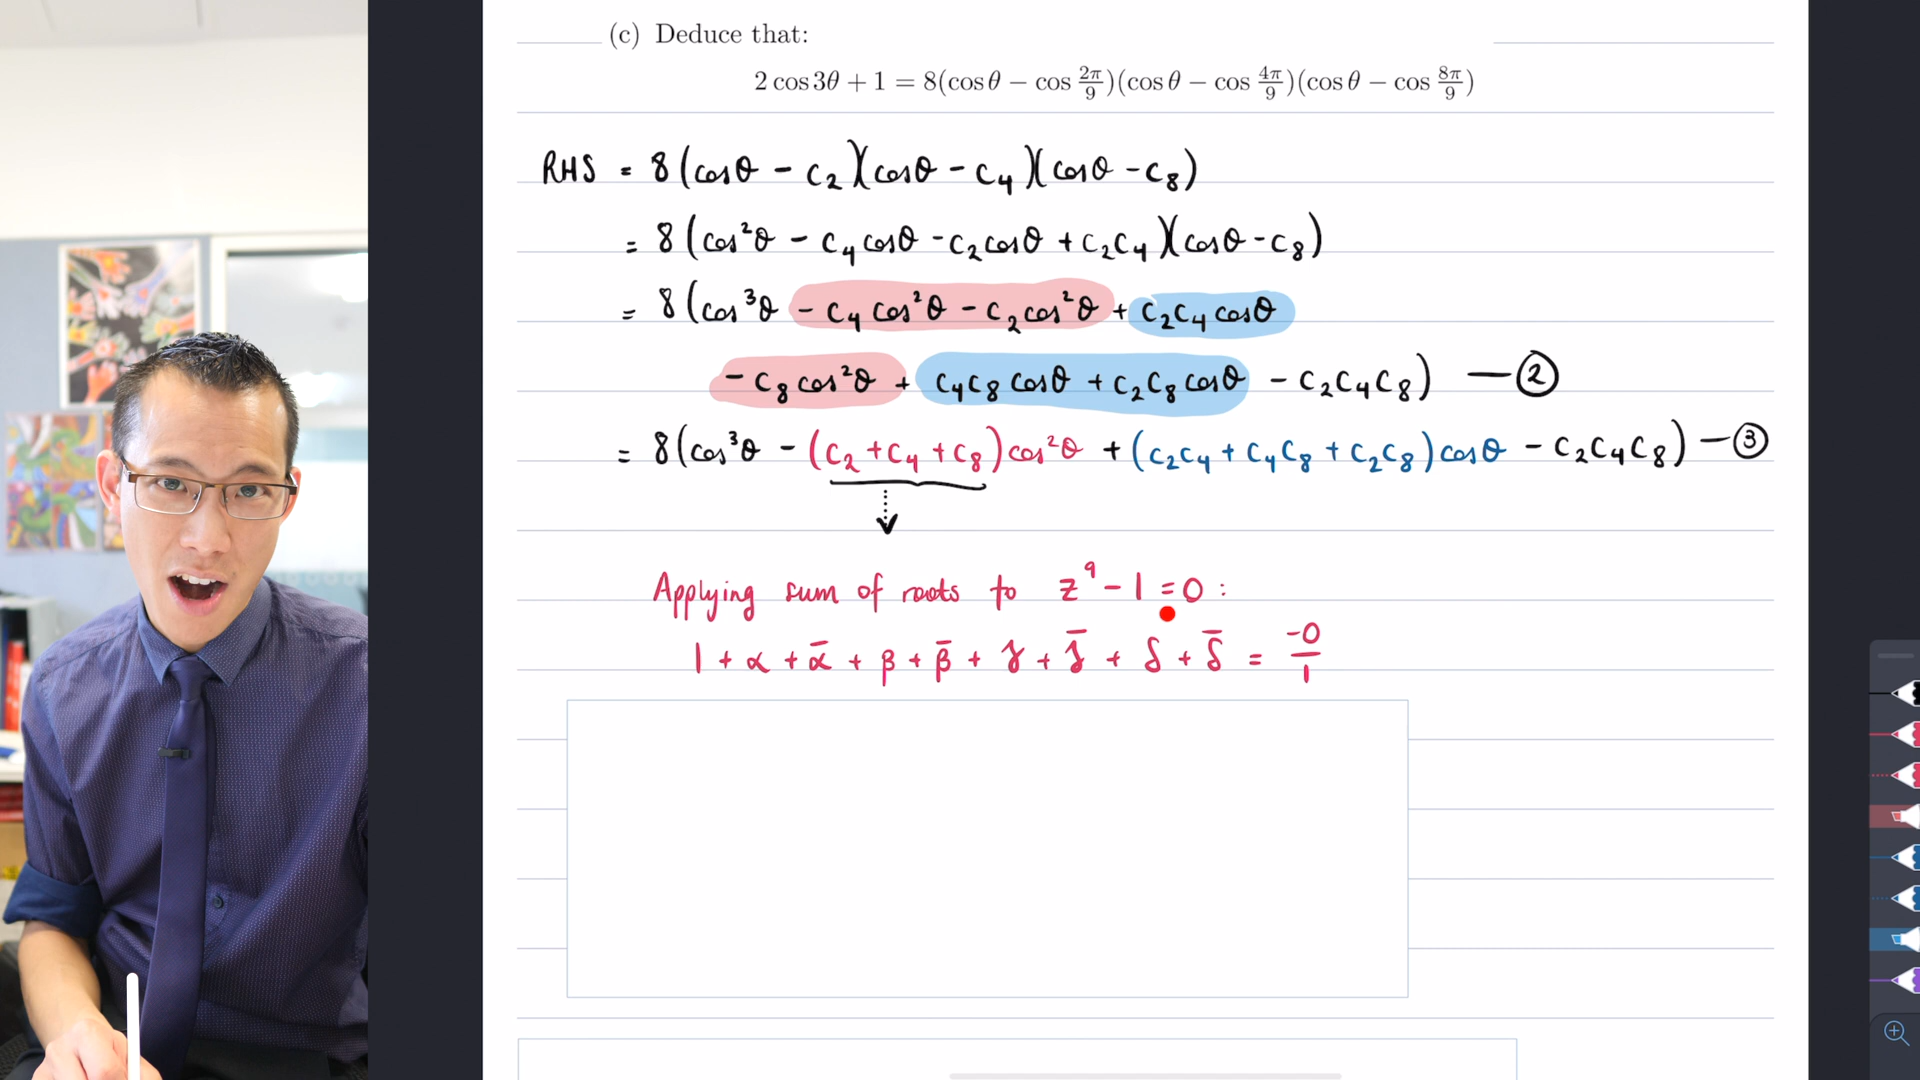 (c) Deduce that:
2 cos 3θ + 1 = 8(cos θ − cos 2π/9)(cos θ − cos 4π/9)(cos θ − cos 8π/9)
RHS = 8(cosθ − c₂)(cosθ − c₄)(cosθ − c₈)
= 8(cos²θ − c₄cosθ − c₂cosθ + c₂c₄)(cosθ − c₈)
= 8(cos³θ − c₄cos²θ − c₂cos²θ + c₂c₄cosθ
− c₈cos²θ + c₄c₈cosθ + c₂c₈cosθ − c₂c₄c₈) — ②
= 8(cos³θ − (c₂ + c₄ + c₈)cos²θ + (c₂c₄ + c₄c₈ + c₂c₈)cosθ − c₂c₄c₈) — ③
Applying sum of roots to z⁹ − 1 = 0 :
1 + α + ᾱ + β + β̄ + γ + γ̄ + δ + δ̄ = −0/1